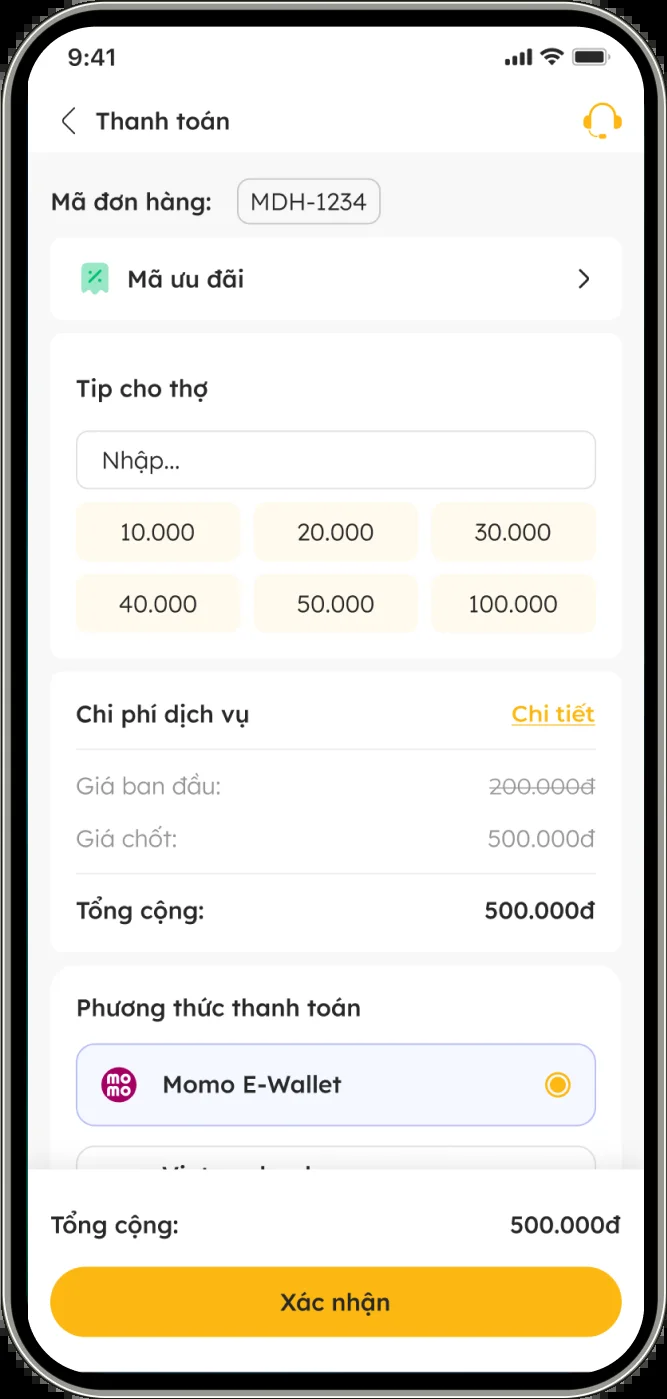 9:41
Thanh toán
Mã đơn hàng: MDH-1234
Mã ưu đãi
Tip cho thợ
Nhập...
10.000 20.000 30.000
40.000 50.000 100.000
Chi phí dịch vụ Chi tiết
Giá ban đầu: 200.000đ
Giá chốt: 500.000đ
Tổng cộng: 500.000đ
Phương thức thanh toán
mo
mo
Momo E-Wallet
Tổng cộng: 500.000đ
Xác nhận